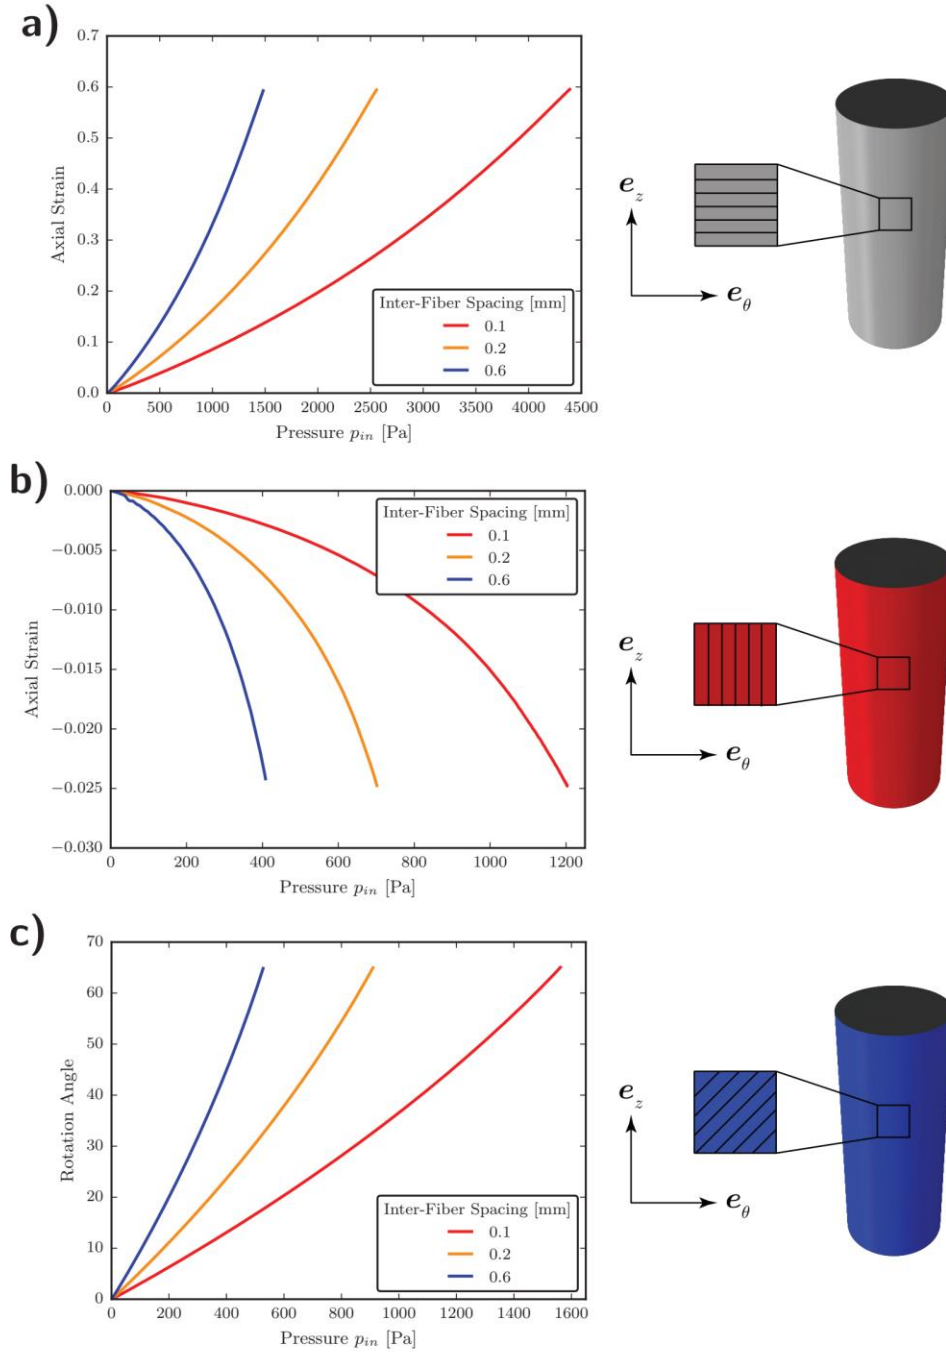 a)
0.7
0.6
0.5
0.4
0.3
0.2
0.1
0.0
Axial Strain
0 500 1000 1500 2000 2500 3000 3500 4000 4500
Pressure p_in [Pa]
Inter-Fiber Spacing [mm]
0.1
0.2
0.6
e_z
e_θ
b)
0.000
−0.005
−0.010
−0.015
−0.020
−0.025
−0.030
Axial Strain
0 200 400 600 800 1000 1200
Pressure p_in [Pa]
Inter-Fiber Spacing [mm]
0.1
0.2
0.6
e_z
e_θ
c)
70
60
50
40
30
20
10
0
Rotation Angle
0 200 400 600 800 1000 1200 1400 1600
Pressure p_in [Pa]
Inter-Fiber Spacing [mm]
0.1
0.2
0.6
e_z
e_θ